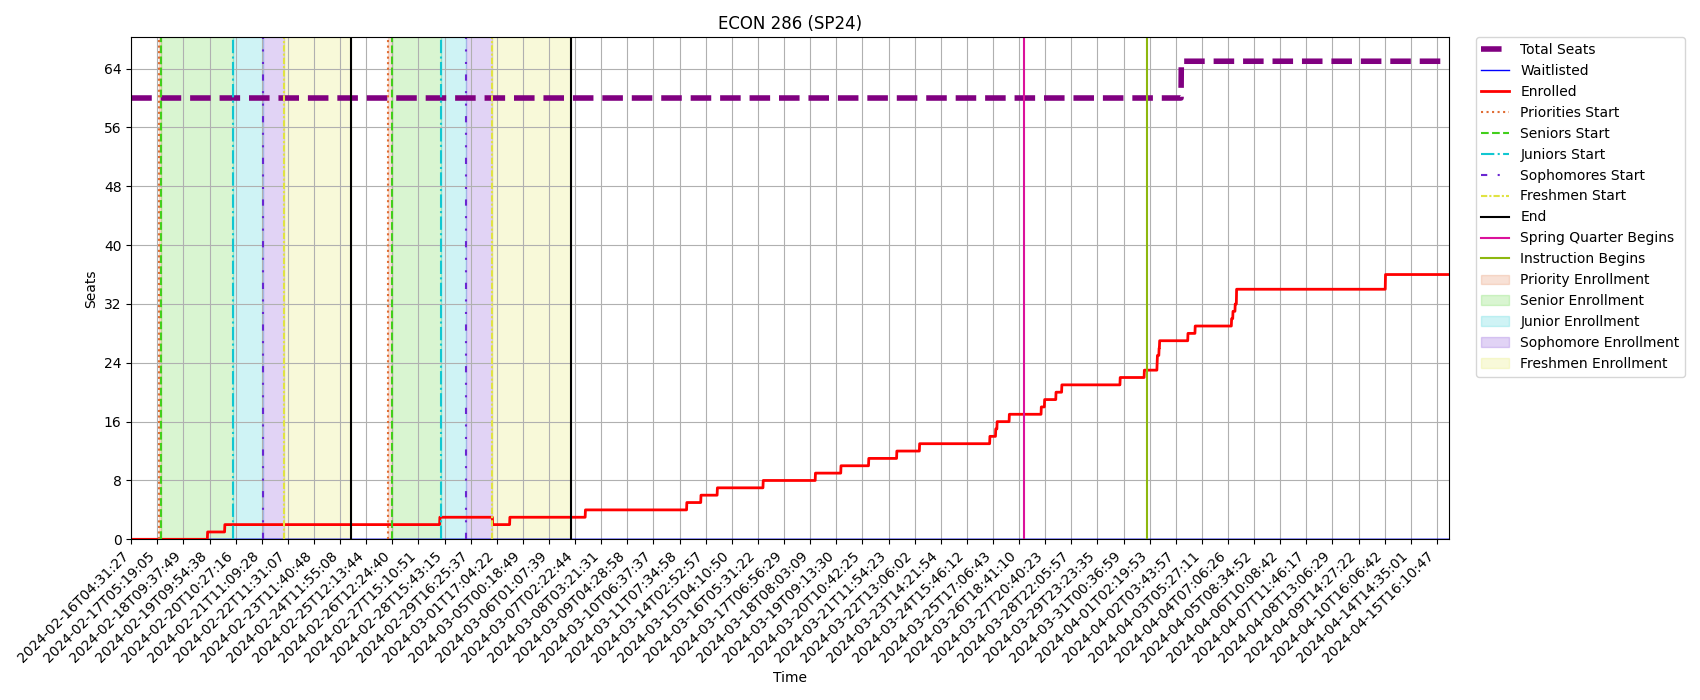 ECON 286 (SP24)
Seats
64
56
48
40
32
24
16
8
0
2024-02-16T04:31:27
2024-02-17T05:19:05
2024-02-18T09:37:49
2024-02-19T09:54:38
2024-02-20T10:27:16
2024-02-21T11:09:28
2024-02-22T11:31:07
2024-02-23T11:40:48
2024-02-24T11:55:08
2024-02-25T12:13:44
2024-02-26T12:24:40
2024-02-27T15:10:51
2024-02-28T15:43:15
2024-02-29T16:25:37
2024-03-01T17:04:22
2024-03-05T00:18:49
2024-03-06T01:07:39
2024-03-07T02:22:44
2024-03-08T03:21:31
2024-03-09T04:28:58
2024-03-10T06:37:37
2024-03-11T07:34:58
2024-03-14T02:52:57
2024-03-15T04:10:50
2024-03-16T05:31:22
2024-03-17T06:56:29
2024-03-18T08:03:09
2024-03-19T09:13:30
2024-03-20T10:42:25
2024-03-21T11:54:23
2024-03-22T13:06:02
2024-03-23T14:21:54
2024-03-24T15:46:12
2024-03-25T17:06:43
2024-03-26T18:41:10
2024-03-27T20:40:23
2024-03-28T22:05:57
2024-03-29T23:23:35
2024-03-31T00:36:59
2024-04-01T02:19:53
2024-04-02T03:43:57
2024-04-03T05:27:11
2024-04-04T07:06:26
2024-04-05T08:34:52
2024-04-06T10:08:42
2024-04-07T11:46:17
2024-04-08T13:06:29
2024-04-09T14:27:22
2024-04-10T16:06:42
2024-04-14T14:35:01
2024-04-15T16:10:47
Time
Total Seats
Waitlisted
Enrolled
Priorities Start
Seniors Start
Juniors Start
Sophomores Start
Freshmen Start
End
Spring Quarter Begins
Instruction Begins
Priority Enrollment
Senior Enrollment
Junior Enrollment
Sophomore Enrollment
Freshmen Enrollment